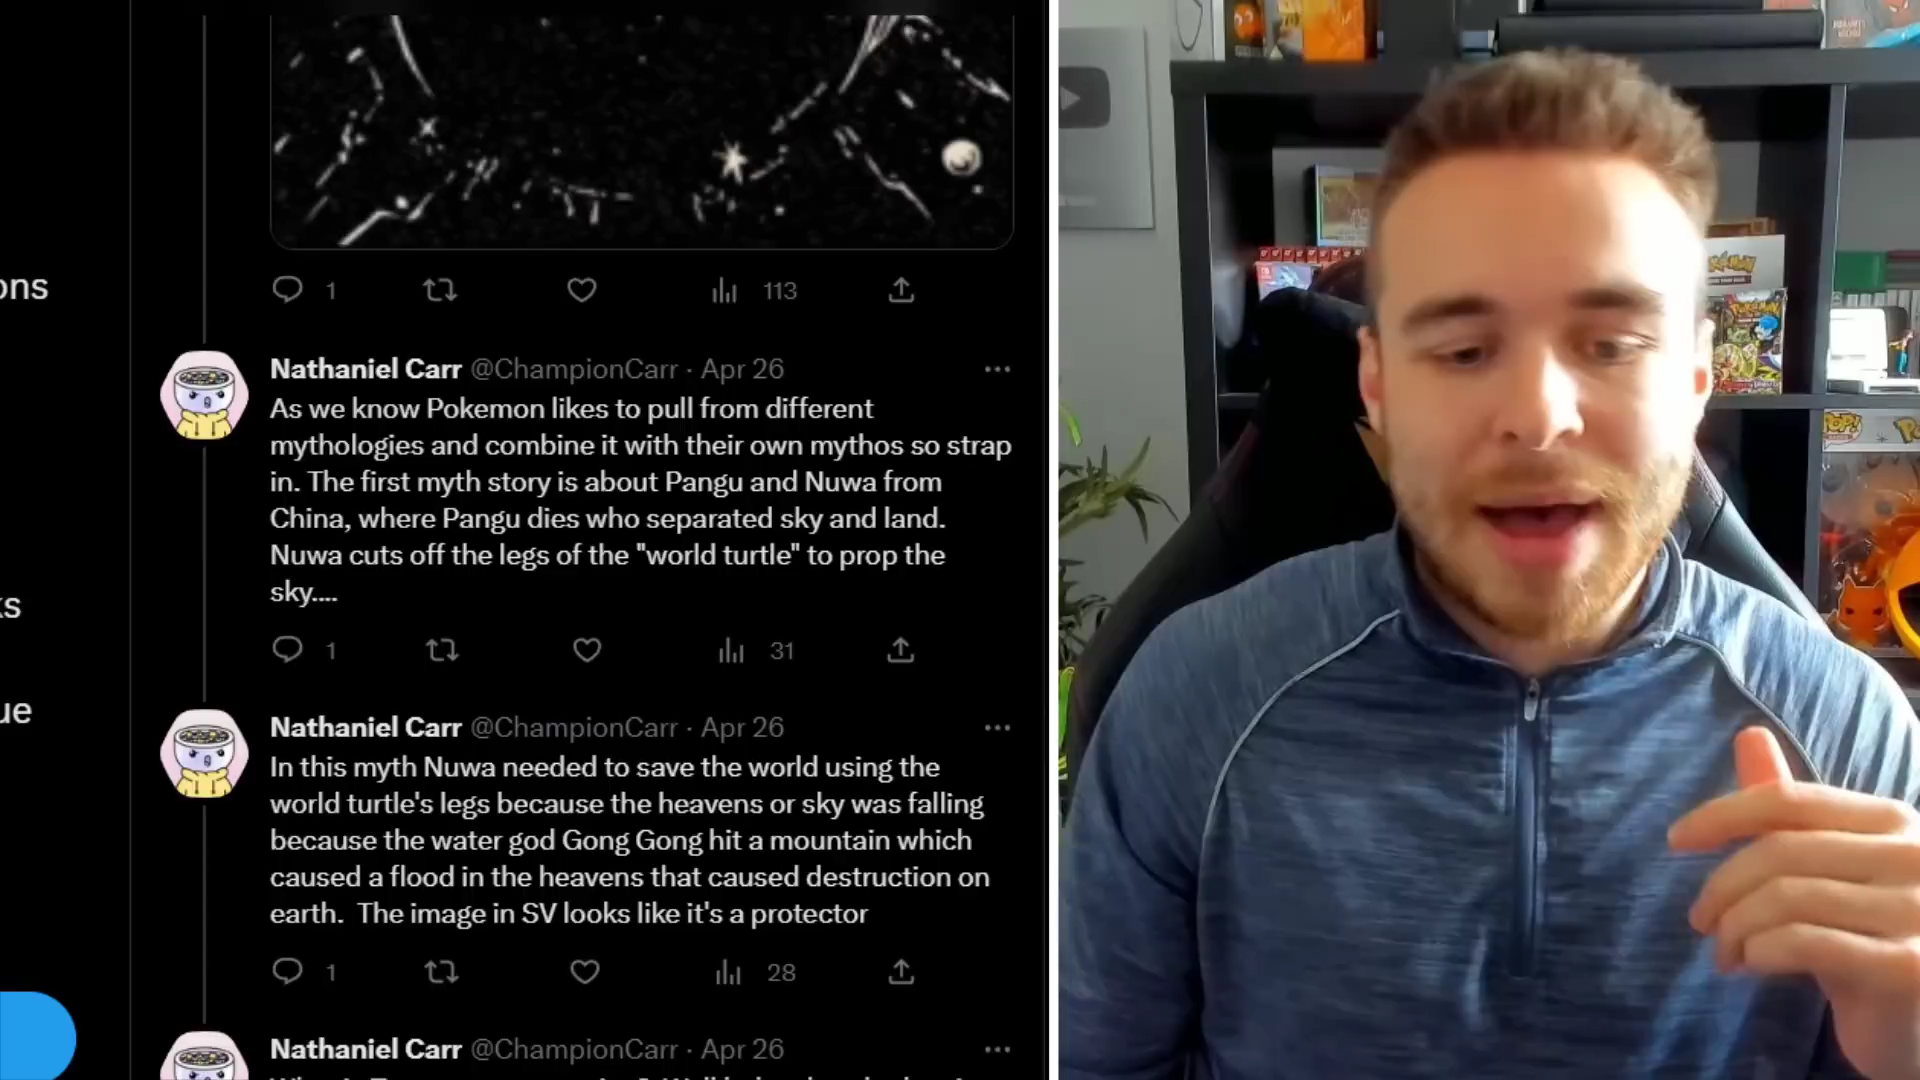 ons
ks
ue
1 113
Nathaniel Carr @ChampionCarr · Apr 26
As we know Pokemon likes to pull from different
mythologies and combine it with their own mythos so strap
in. The first myth story is about Pangu and Nuwa from
China, where Pangu dies who separated sky and land.
Nuwa cuts off the legs of the "world turtle" to prop the
sky....
1 31
Nathaniel Carr @ChampionCarr · Apr 26
In this myth Nuwa needed to save the world using the
world turtle's legs because the heavens or sky was falling
because the water god Gong Gong hit a mountain which
caused a flood in the heavens that caused destruction on
earth.  The image in SV looks like it's a protector
1 28
Nathaniel Carr @ChampionCarr · Apr 26
POKéMON
POP!